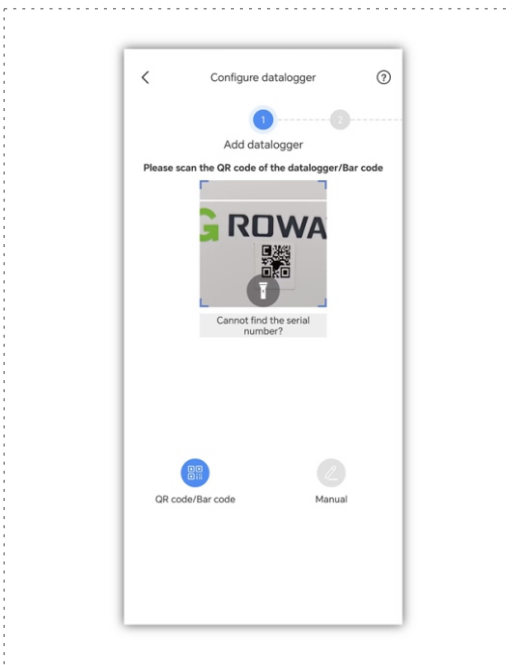 Configure datalogger
?
1
2
Add datalogger
Please scan the QR code of the datalogger/Bar code
GROWA
Cannot find the serial
number?
QR code/Bar code
Manual